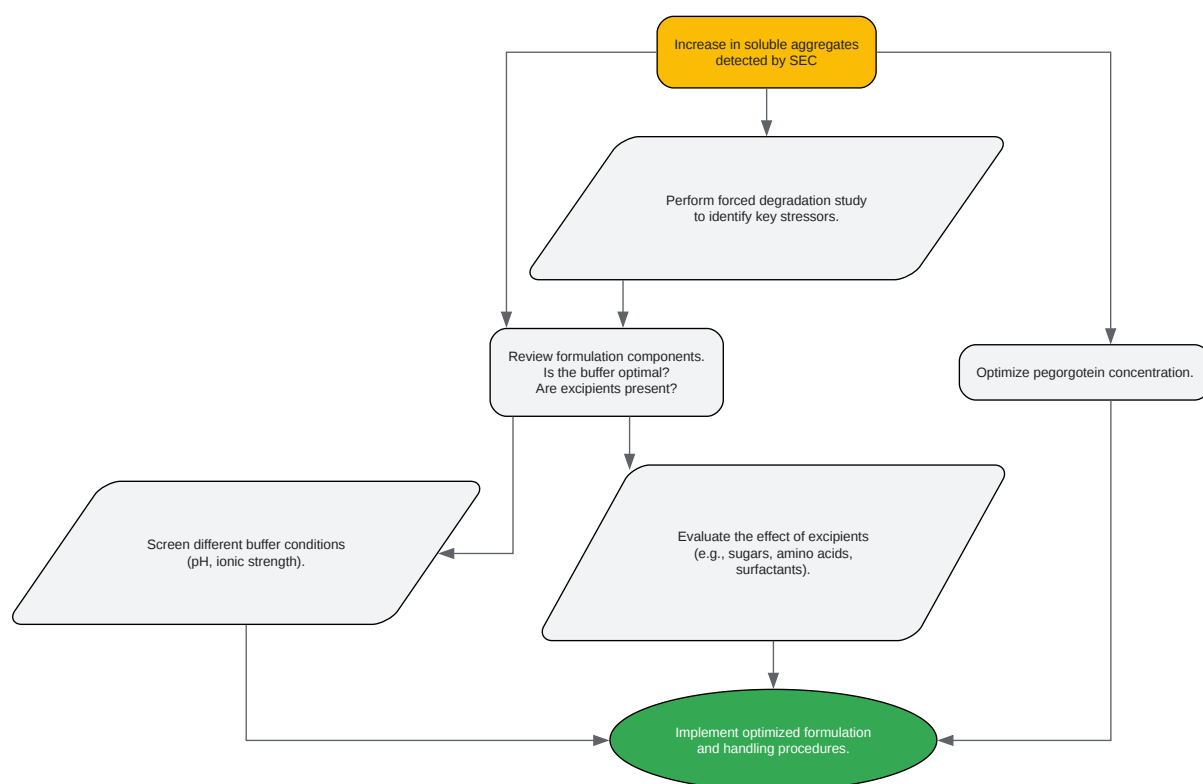 Increase in soluble aggregates
detected by SEC
Perform forced degradation study
to identify key stressors.
Review formulation components.
Is the buffer optimal?
Are excipients present?
Optimize pegorgotein concentration.
Screen different buffer conditions
(pH, ionic strength).
Evaluate the effect of excipients
(e.g., sugars, amino acids,
surfactants).
Implement optimized formulation
and handling procedures.